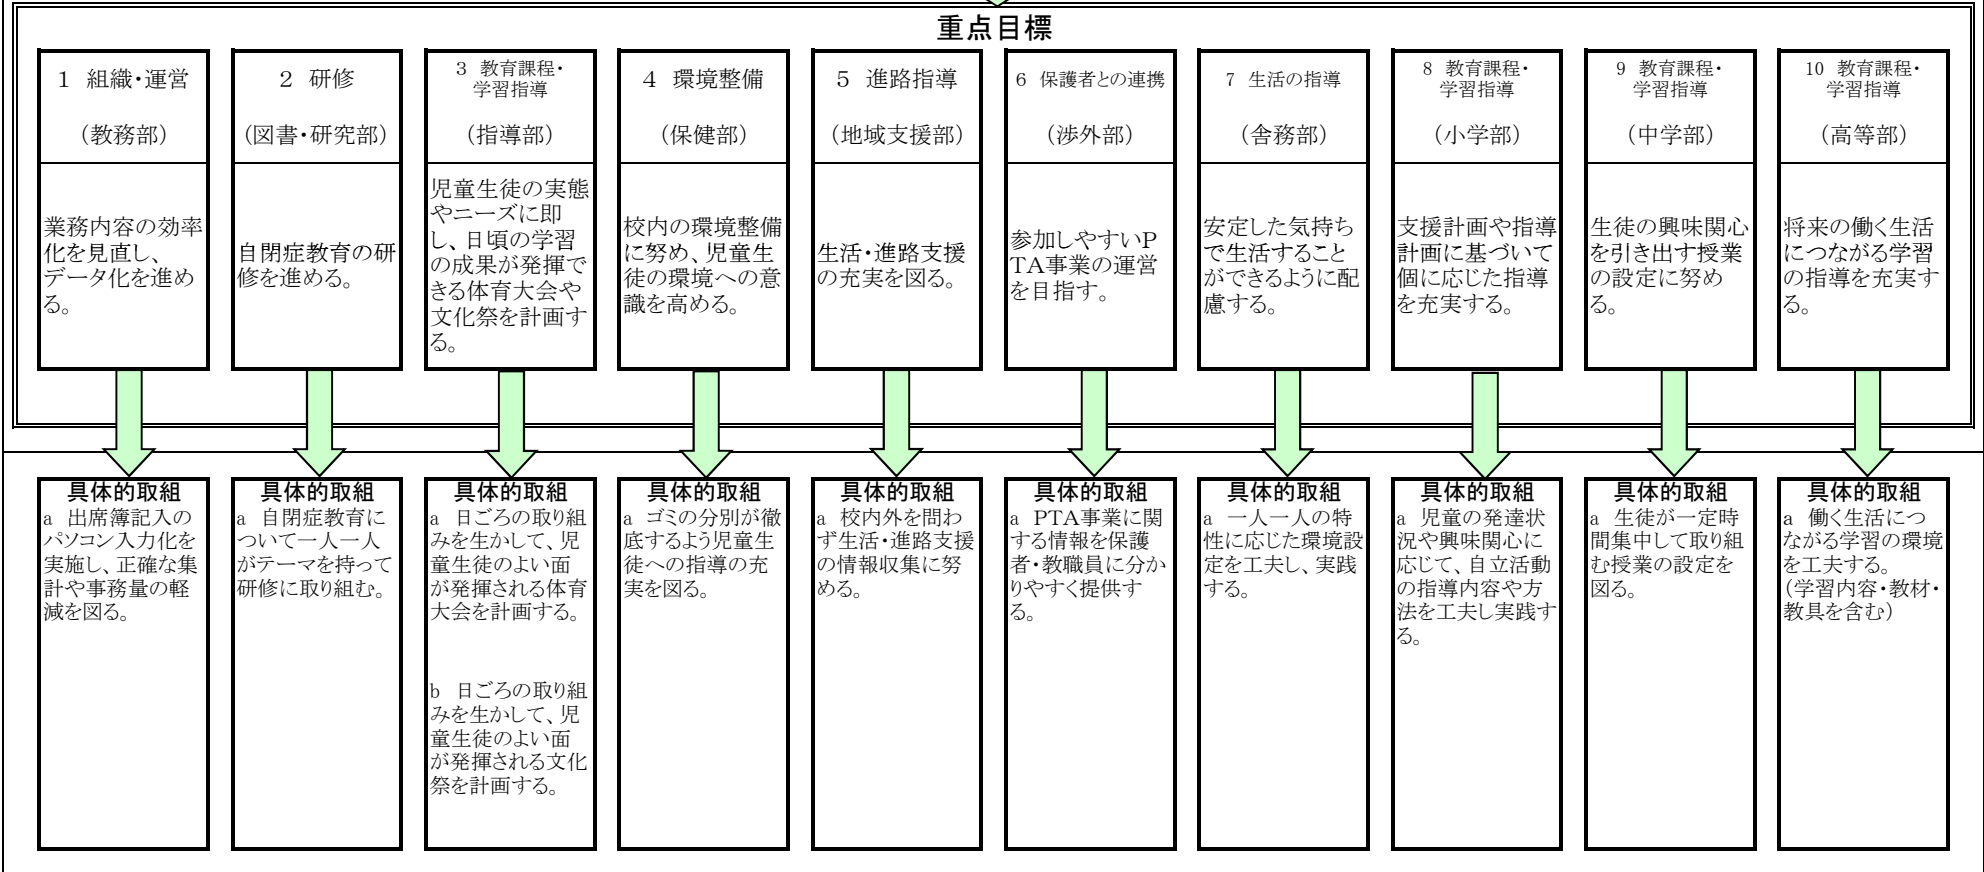 重点目標
1 組織・運営
(教務部)
業務内容の効率
化を見直し、
データ化を進め
る。
2 研修
(図書・研究部)
自閉症教育の研
修を進める。
3 教育課程・
学習指導
(指導部)
児童生徒の実態
やニーズに即
し、日頃の学習
の成果が発揮で
きる体育大会や
文化祭を計画す
る。
4 環境整備
(保健部)
校内の環境整備
に努め、児童生
徒の環境への意
識を高める。
5 進路指導
(地域支援部)
生活・進路支援
の充実を図る。
6 保護者との連携
(渉外部)
参加しやすいP
TA事業の運営
を目指す。
7 生活の指導
(舎務部)
安定した気持ち
で生活すること
ができるように配
慮する。
8 教育課程・
学習指導
(小学部)
支援計画や指導
計画に基づいて
個に応じた指導
を充実する。
9 教育課程・
学習指導
(中学部)
生徒の興味関心
を引き出す授業
の設定に努め
る。
10 教育課程・
学習指導
(高等部)
将来の働く生活
につながる学習
の指導を充実す
る。
具体的取組
a 出席簿記入の
パソコン入力化を
実施し、正確な集
計や事務量の軽
減を図る。
具体的取組
a 自閉症教育に
ついて一人一人
がテーマを持って
研修に取り組む。
具体的取組
a 日ごろの取り組
みを生かして、児
童生徒のよい面
が発揮される体育
大会を計画する。
b 日ごろの取り組
みを生かして、児
童生徒のよい面
が発揮される文化
祭を計画する。
具体的取組
a ゴミの分別が徹
底するよう児童生
徒への指導の充
実を図る。
具体的取組
a 校内外を問わ
ず生活・進路支援
の情報収集に努
める。
具体的取組
a PTA事業に関
する情報を保護
者・教職員に分か
りやすく提供す
る。
具体的取組
a 一人一人の特
性に応じた環境設
定を工夫し、実践
する。
具体的取組
a 児童の発達状
況や興味関心に
応じて、自立活動
の指導内容や方
法を工夫し実践す
る。
具体的取組
a 生徒が一定時
間集中して取り組
む授業の設定を
図る。
具体的取組
a 働く生活につ
ながる学習の環境
を工夫する。
(学習内容・教材・
教具を含む)